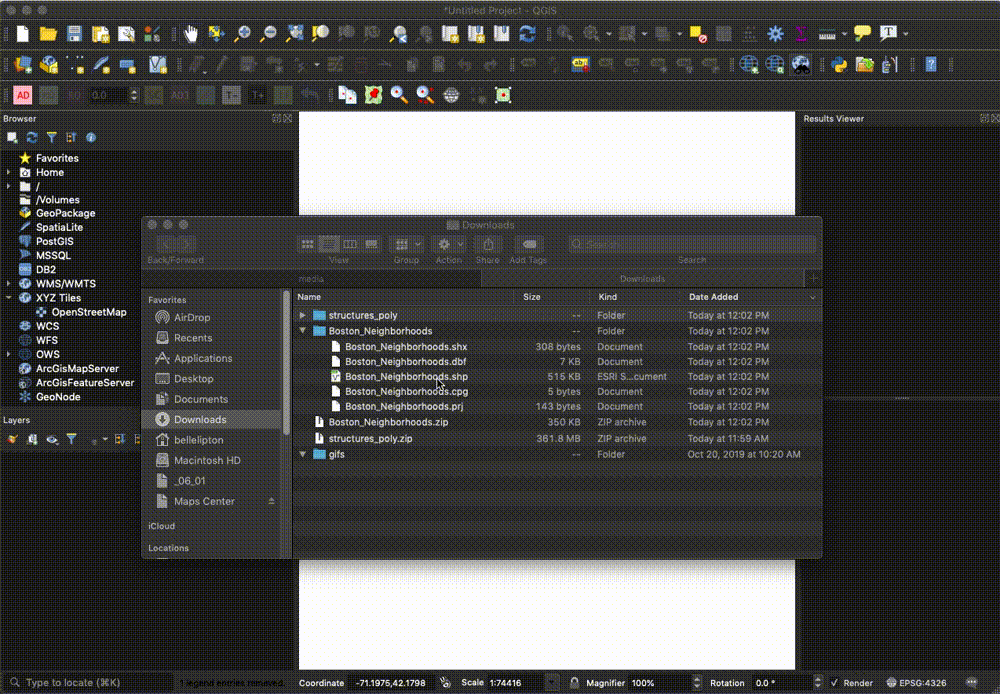 *Untitled Project - QGIS
AD
0.0
AD3
T-
T+
abc
T
Browser
Results Viewer
Favorites
Home
/
/Volumes
GeoPackage
SpatiaLite
PostGIS
MSSQL
DB2
WMS/WMTS
XYZ Tiles
OpenStreetMap
WCS
WFS
OWS
ArcGisMapServer
ArcGisFeatureServer
GeoNode
Layers
Downloads
Back/Forward
View
Group
Action
Share
Add Tags
Search
Search
media
Downloads
Favorites
AirDrop
Recents
Applications
Desktop
Documents
Downloads
bellelipton
Macintosh HD
_06_01
Maps Center
iCloud
Locations
Name Size Kind Date Added
structures_poly -- Folder Today at 12:02 PM
Boston_Neighborhoods -- Folder Today at 12:02 PM
Boston_Neighborhoods.shx 308 bytes Document Today at 12:02 PM
Boston_Neighborhoods.dbf 7 KB Document Today at 12:02 PM
Boston_Neighborhoods.shp 515 KB ESRI S...cument Today at 12:02 PM
Boston_Neighborhoods.cpg 5 bytes Document Today at 12:02 PM
Boston_Neighborhoods.prj 143 bytes Document Today at 12:02 PM
Boston_Neighborhoods.zip 350 KB ZIP archive Today at 12:02 PM
structures_poly.zip 361.8 MB ZIP archive Today at 11:59 AM
gifs -- Folder Oct 20, 2019 at 10:20 AM
Type to locate (⌘K) 1 legend entries removed. Coordinate -71.1975,42.1798 Scale 1:74416 Magnifier 100% Rotation 0.0 ° Render EPSG:4326